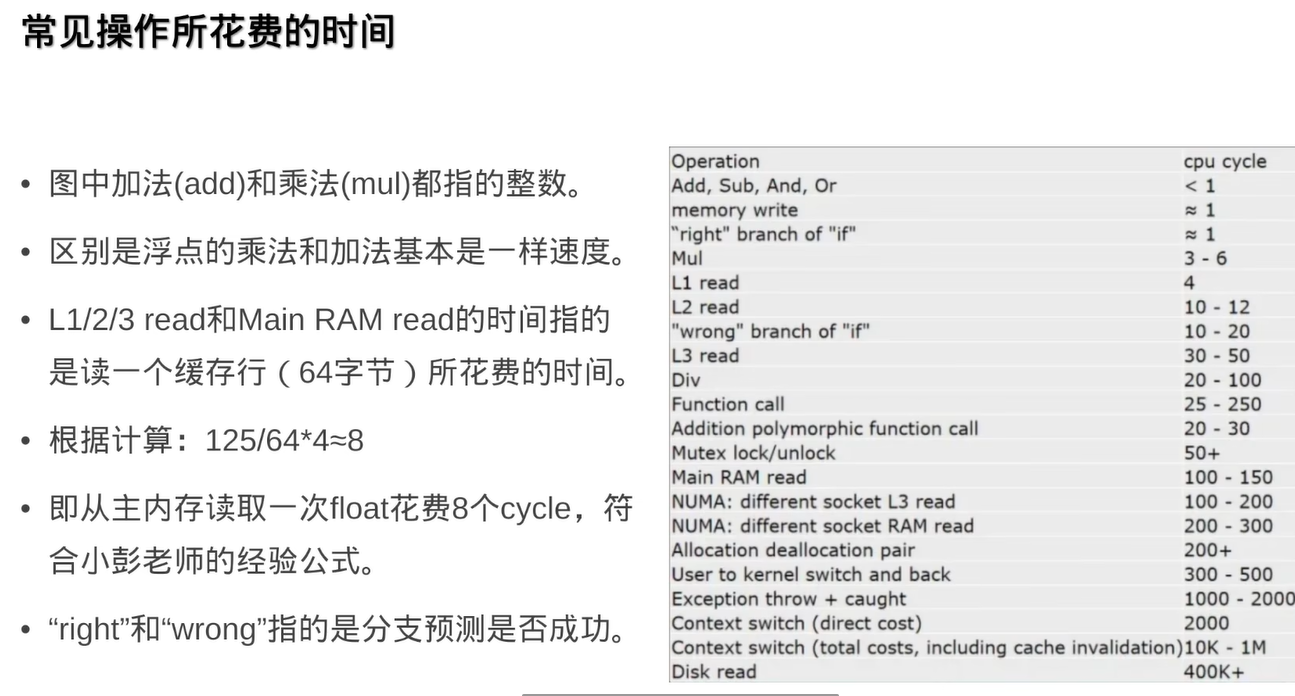 常见操作所花费的时间
• 图中加法(add)和乘法(mul)都指的整数。
• 区别是浮点的乘法和加法基本是一样速度。
• L1/2/3 read和Main RAM read的时间指的
是读一个缓存行（64字节）所花费的时间。
• 根据计算：125/64*4≈8
• 即从主内存读取一次float花费8个cycle，符
合小彭老师的经验公式。
• “right”和“wrong”指的是分支预测是否成功。
Operation cpu cycle
Add, Sub, And, Or < 1
memory write ≈ 1
"right" branch of "if" ≈ 1
Mul 3 - 6
L1 read 4
L2 read 10 - 12
"wrong" branch of "if" 10 - 20
L3 read 30 - 50
Div 20 - 100
Function call 25 - 250
Addition polymorphic function call 20 - 30
Mutex lock/unlock 50+
Main RAM read 100 - 150
NUMA: different socket L3 read 100 - 200
NUMA: different socket RAM read 200 - 300
Allocation deallocation pair 200+
User to kernel switch and back 300 - 500
Exception throw + caught 1000 - 2000
Context switch (direct cost) 2000
Context switch (total costs, including cache invalidation) 10K - 1M
Disk read 400K+